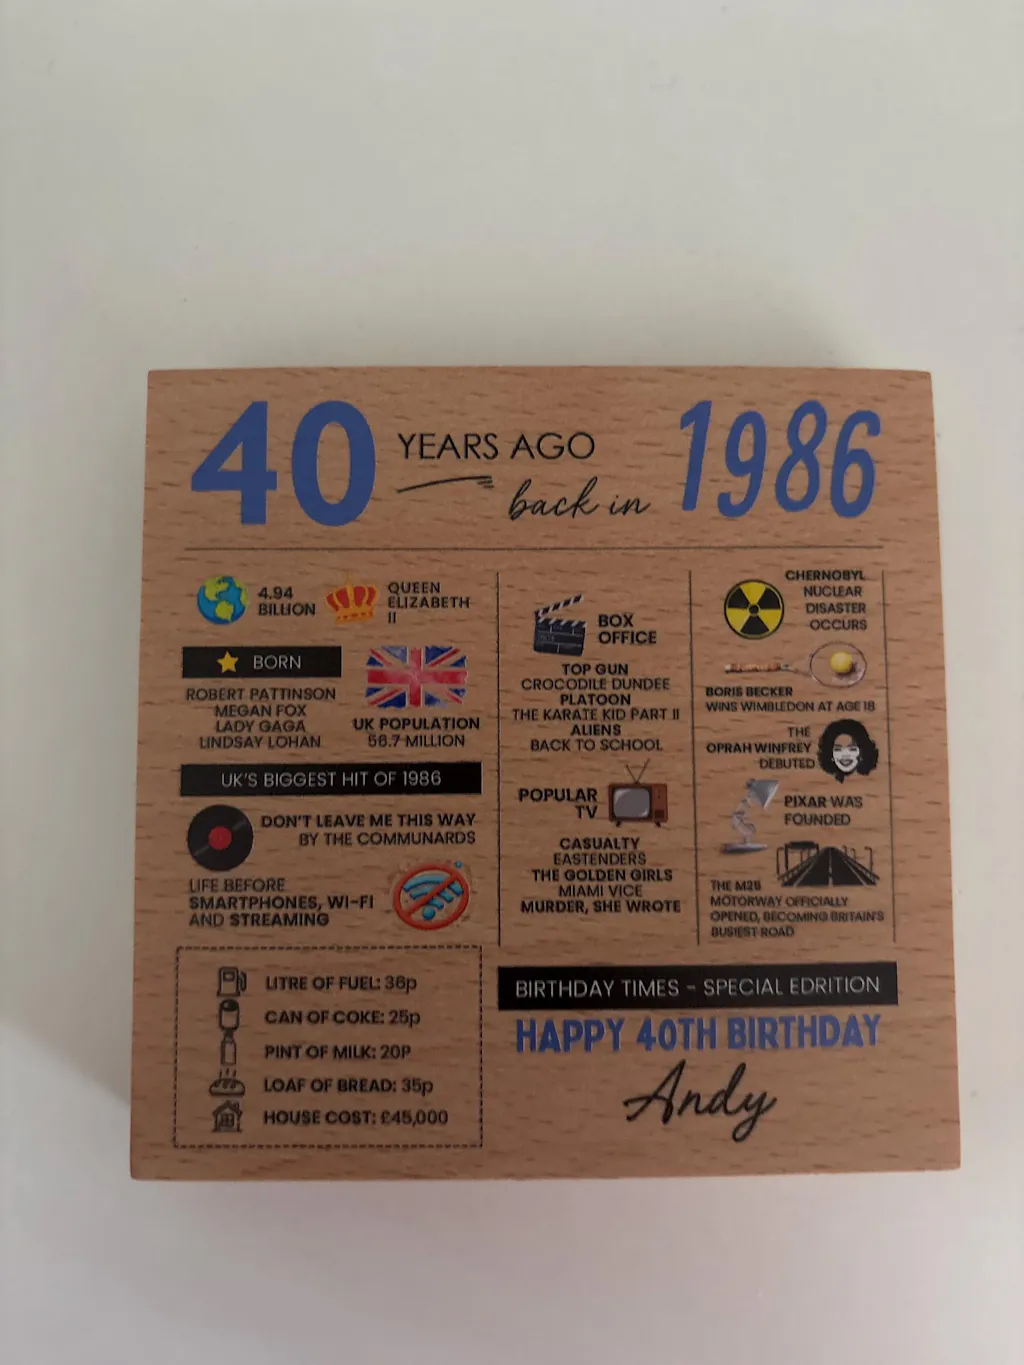 40 YEARS AGO
back in 1986
4.94
BILLION
QUEEN
ELIZABETH
II
BORN
ROBERT PATTINSON
MEGAN FOX
LADY GAGA
LINDSAY LOHAN
UK POPULATION
56.7 MILLION
UK'S BIGGEST HIT OF 1986
DON'T LEAVE ME THIS WAY
BY THE COMMUNARDS
LIFE BEFORE
SMARTPHONES, WI-FI
AND STREAMING
LITRE OF FUEL: 36p
CAN OF COKE: 25p
PINT OF MILK: 20P
LOAF OF BREAD: 35p
HOUSE COST: £45,000
BOX
OFFICE
TOP GUN
CROCODILE DUNDEE
PLATOON
THE KARATE KID PART II
ALIENS
BACK TO SCHOOL
POPULAR
TV
CASUALTY
EASTENDERS
THE GOLDEN GIRLS
MIAMI VICE
MURDER, SHE WROTE
CHERNOBYL
NUCLEAR
DISASTER
OCCURS
BORIS BECKER
WINS WIMBLEDON AT AGE 18
THE
OPRAH WINFREY
DEBUTED
PIXAR WAS
FOUNDED
THE M25
MOTORWAY OFFICIALLY
OPENED, BECOMING BRITAIN'S
BUSIEST ROAD
BIRTHDAY TIMES - SPECIAL EDRITION
HAPPY 40TH BIRTHDAY
Andy